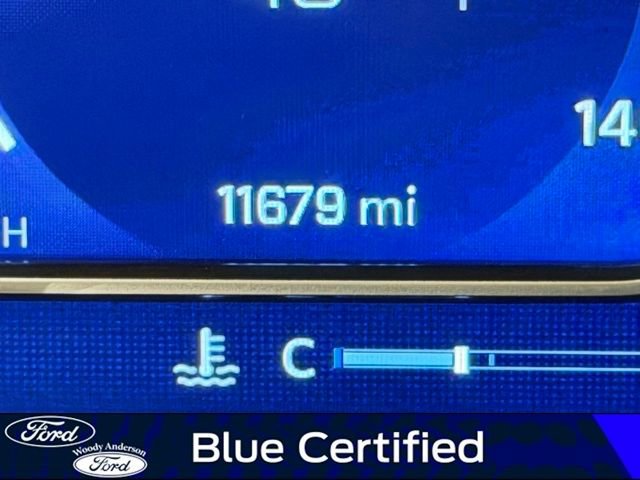 14
11679 mi
H
C
Ford
Woody Anderson
Ford
Blue Certified